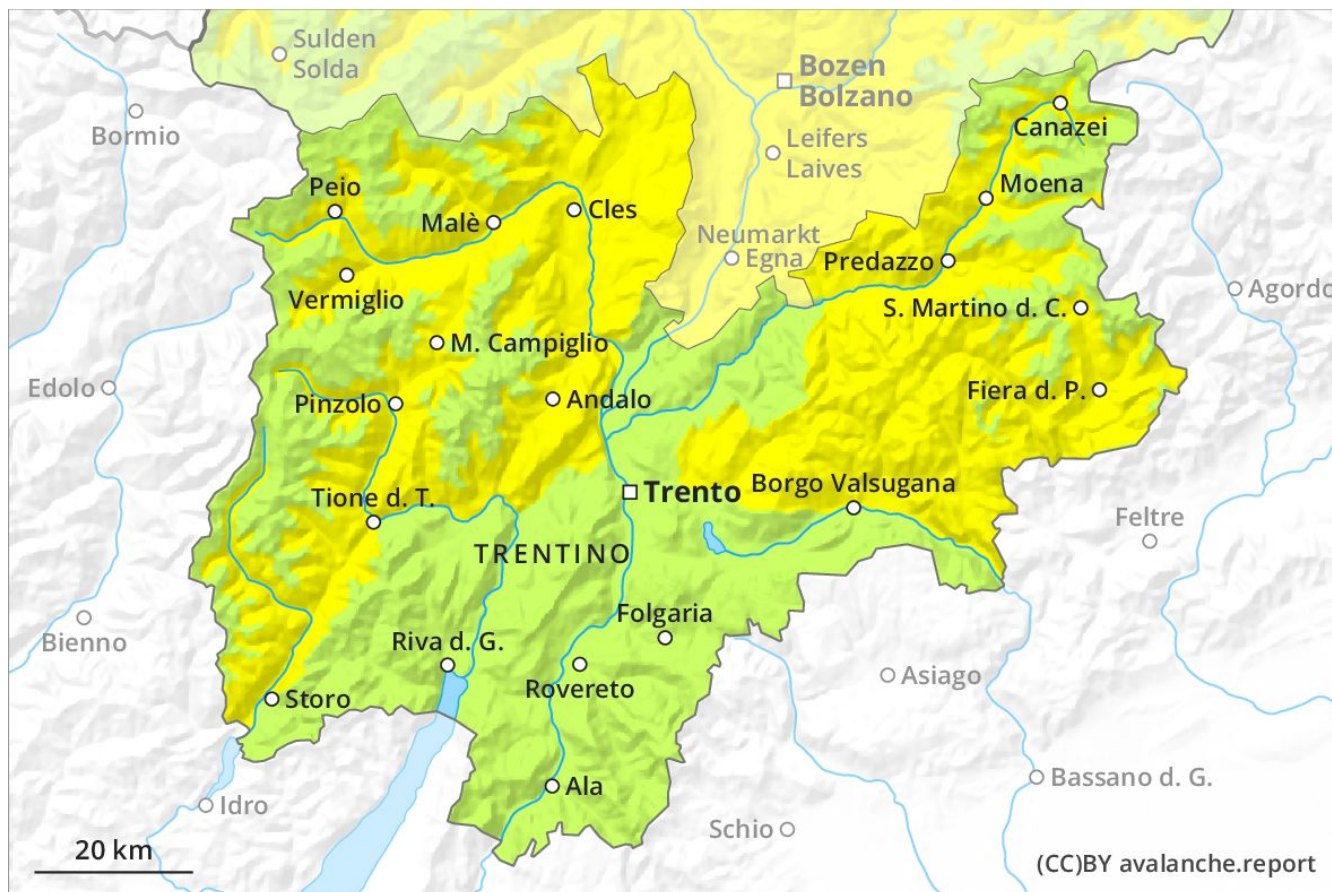 Sulden
Solda
Bozen
Bolzano
Bormio
Canazei
Leifers
Laives
Peio
Moena
Malè
Cles
Neumarkt
Egna
Predazzo
Vermiglio
Agordo
S. Martino d. C.
M. Campiglio
Edolo
Pinzolo
Andalo
Fiera d. P.
Tione d. T.
Trento
Borgo Valsugana
Feltre
TRENTINO
Bienno
Folgaria
Riva d. G.
Asiago
Rovereto
Storo
Bassano d. G.
Ala
Idro
Schio
20 km
(CC)BY avalanche.report